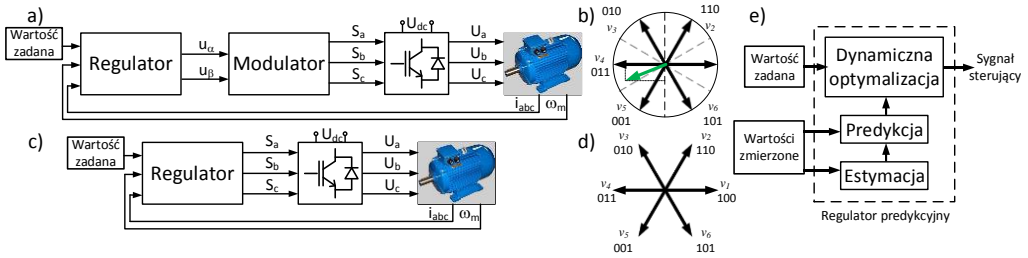 a)
Wartość
zadana
Regulator
uα
uβ
Modulator
Sa
Sb
Sc
Udc
Ua
Ub
Uc
iabc ωm
b)
010 110
v3 v2
v4
011
v5 v6
001 101
c)
Wartość
zadana
Regulator
Sa
Sb
Sc
Udc
Ua
Ub
Uc
iabc ωm
d)
v3 v2
010 110
v4 v1
011 100
v5 v6
001 101
e)
Wartość
zadana
Dynamiczna
optymalizacja
Sygnał
sterujący
Wartości
zmierzone
Predykcja
Estymacja
Regulator predykcyjny